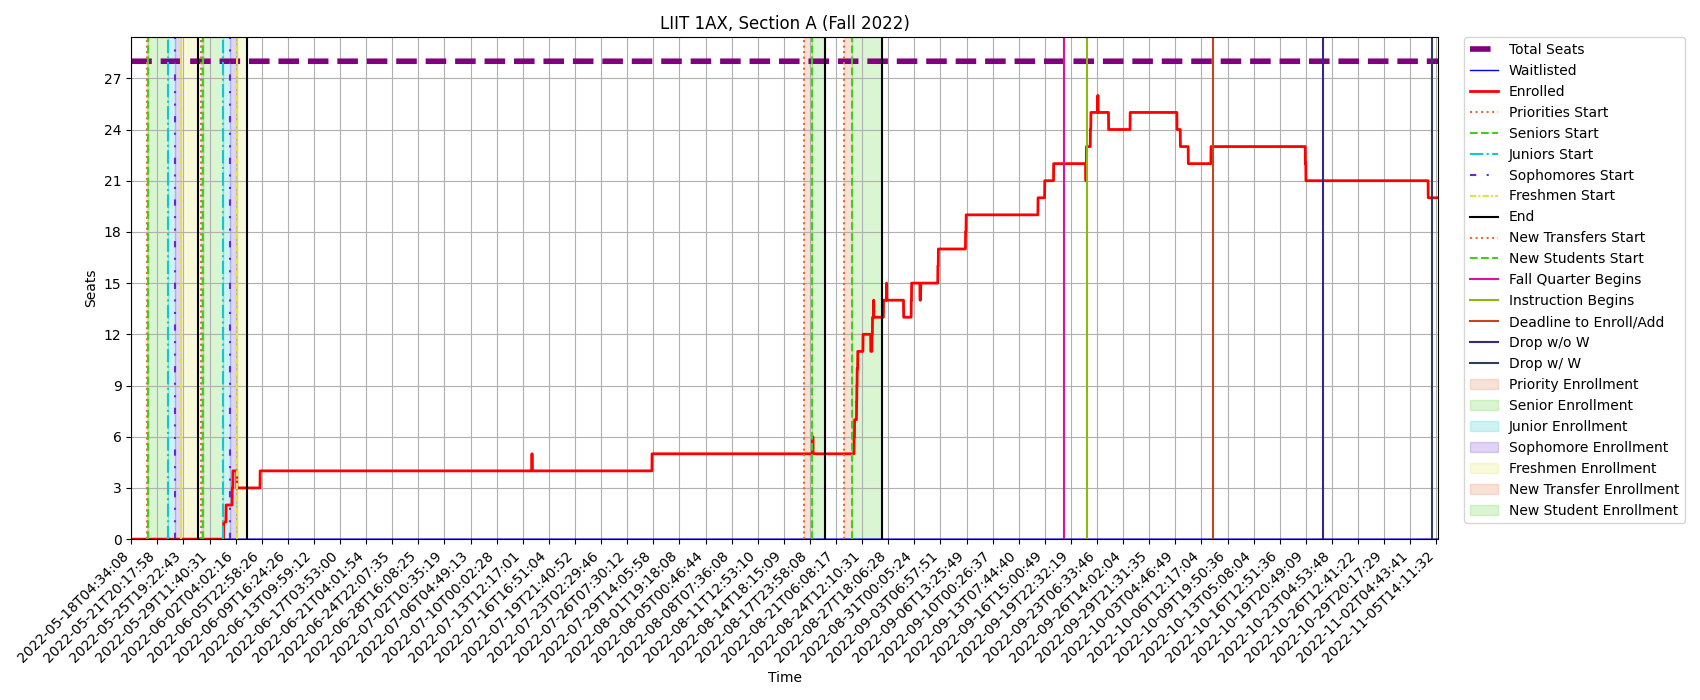 LIIT 1AX, Section A (Fall 2022)
Seats
27
24
21
18
15
12
9
6
3
0
2022-05-18T04:34:08
2022-05-21T20:17:58
2022-05-25T19:22:43
2022-05-29T11:40:31
2022-06-02T04:02:16
2022-06-05T22:58:26
2022-06-09T16:24:26
2022-06-13T09:59:12
2022-06-17T03:53:00
2022-06-21T04:01:54
2022-06-24T22:07:35
2022-06-28T16:08:25
2022-07-02T10:35:19
2022-07-06T04:49:13
2022-07-10T00:02:28
2022-07-13T12:17:01
2022-07-16T16:51:04
2022-07-19T21:40:52
2022-07-23T02:29:46
2022-07-26T07:30:12
2022-07-29T14:05:58
2022-08-01T19:18:08
2022-08-05T00:46:44
2022-08-08T07:36:08
2022-08-11T12:53:10
2022-08-14T18:15:09
2022-08-17T23:58:08
2022-08-21T06:08:17
2022-08-24T12:10:31
2022-08-27T18:06:28
2022-08-31T00:05:24
2022-09-03T06:57:51
2022-09-06T13:25:49
2022-09-10T00:26:37
2022-09-13T07:44:40
2022-09-16T15:00:49
2022-09-19T22:32:19
2022-09-23T06:33:46
2022-09-26T14:02:04
2022-09-29T21:31:35
2022-10-03T04:46:49
2022-10-06T12:17:04
2022-10-09T19:50:36
2022-10-13T05:08:04
2022-10-16T12:51:36
2022-10-19T20:49:09
2022-10-23T04:53:48
2022-10-26T12:41:22
2022-10-29T20:17:29
2022-11-02T04:43:41
2022-11-05T14:11:32
Time
Total Seats
Waitlisted
Enrolled
Priorities Start
Seniors Start
Juniors Start
Sophomores Start
Freshmen Start
End
New Transfers Start
New Students Start
Fall Quarter Begins
Instruction Begins
Deadline to Enroll/Add
Drop w/o W
Drop w/ W
Priority Enrollment
Senior Enrollment
Junior Enrollment
Sophomore Enrollment
Freshmen Enrollment
New Transfer Enrollment
New Student Enrollment